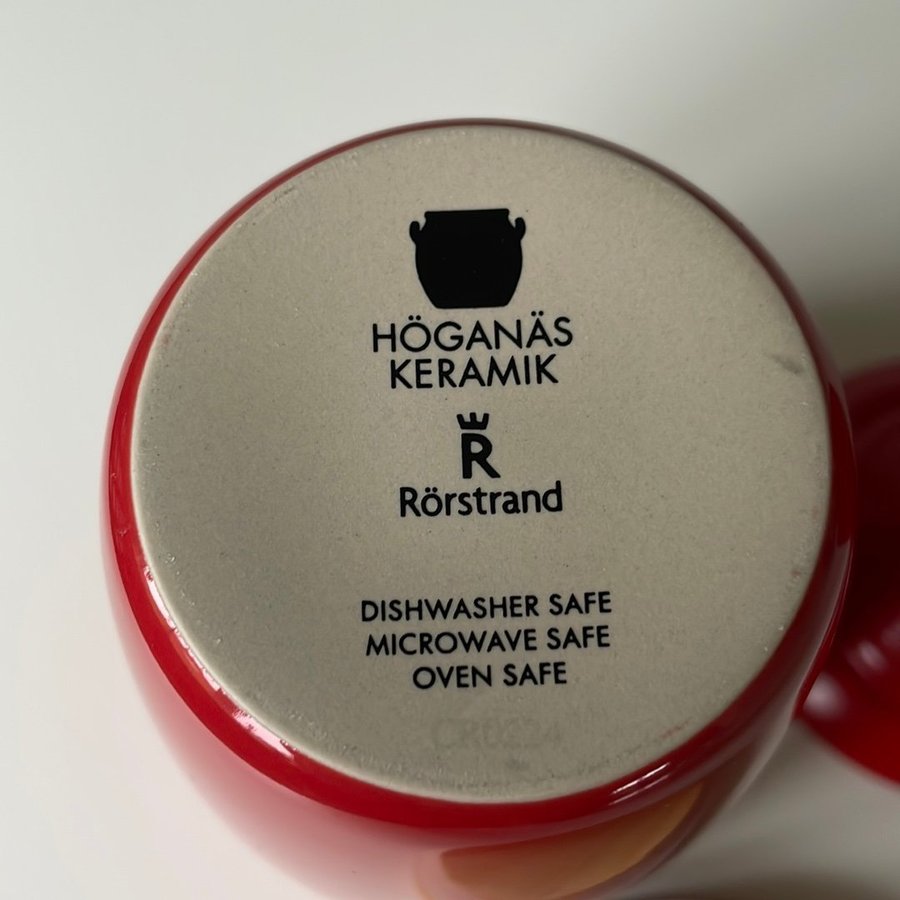 HÖGANÄS
KERAMIK
R
Rörstrand
DISHWASHER SAFE
MICROWAVE SAFE
OVEN SAFE